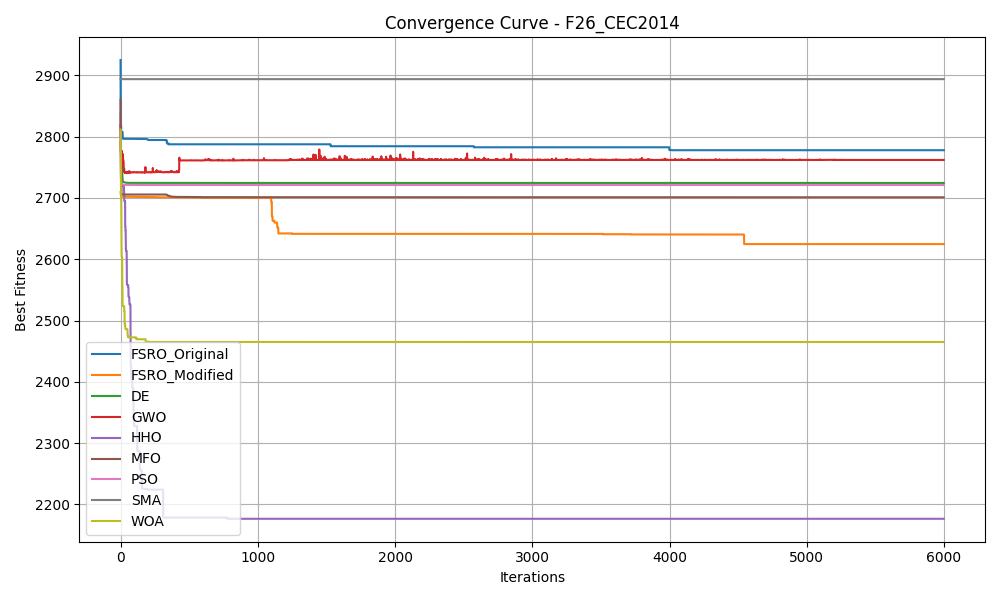 Convergence Curve - F26_CEC2014
Best Fitness
2900
2800
2700
2600
2500
2400
2300
2200
FSRO_Original
FSRO_Modified
DE
GWO
HHO
MFO
PSO
SMA
WOA
0 1000 2000 3000 4000 5000 6000
Iterations